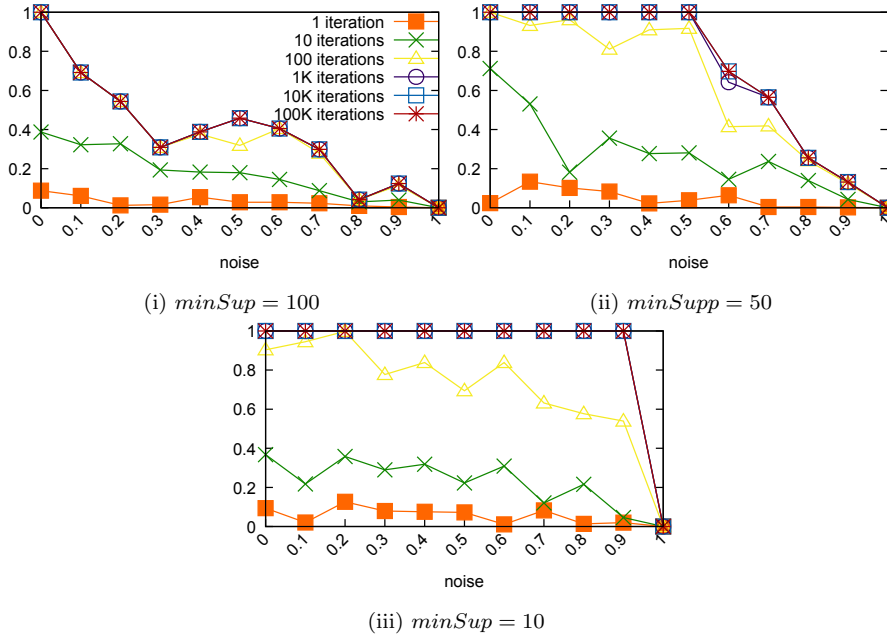 1 iteration
10 iterations
100 iterations
1K iterations
10K iterations
100K iterations
1
0.8
0.6
0.4
0.2
0
0 0.1 0.2 0.3 0.4 0.5 0.6 0.7 0.8 0.9 1
noise
(i) minSup = 100
1
0.8
0.6
0.4
0.2
0
0 0.1 0.2 0.3 0.4 0.5 0.6 0.7 0.8 0.9 1
noise
(ii) minSupp = 50
1
0.8
0.6
0.4
0.2
0
0 0.1 0.2 0.3 0.4 0.5 0.6 0.7 0.8 0.9 1
noise
(iii) minSup = 10